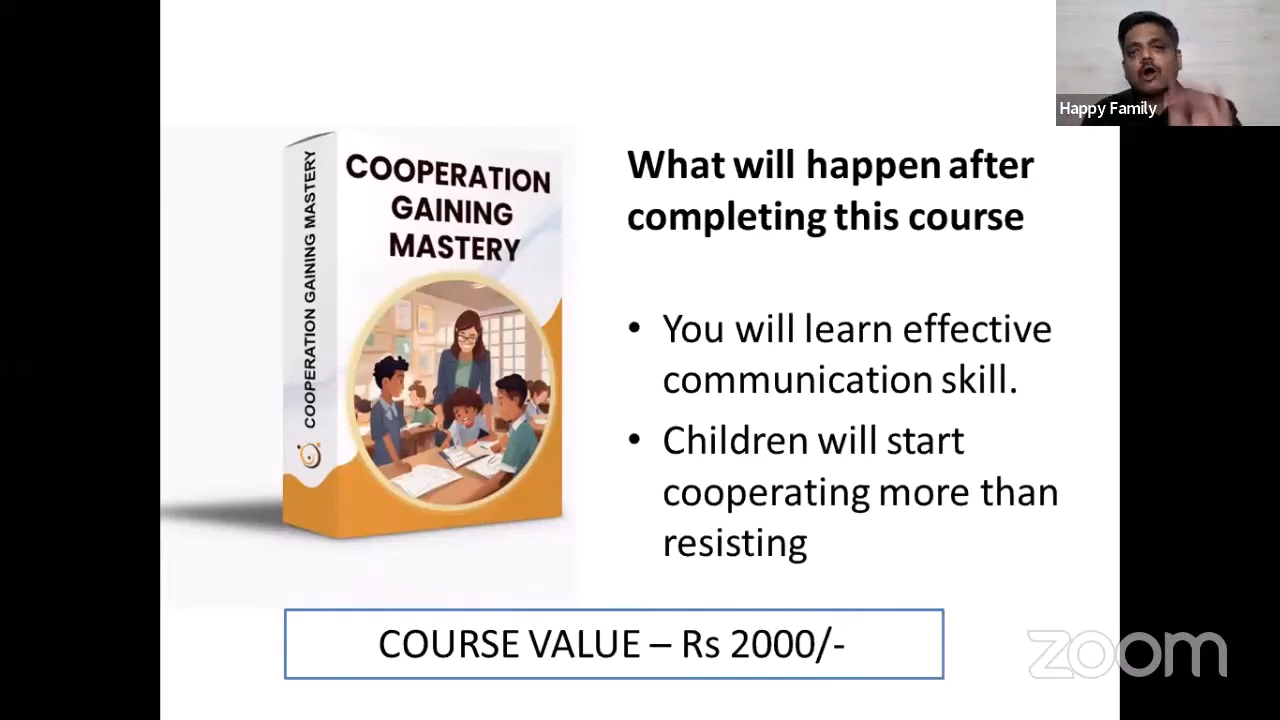 Happy Family
COOPERATION GAINING MASTERY
COOPERATION
GAINING
MASTERY
What will happen after
completing this course
• You will learn effective
communication skill.
• Children will start
cooperating more than
resisting
COURSE VALUE – Rs 2000/-
zoom